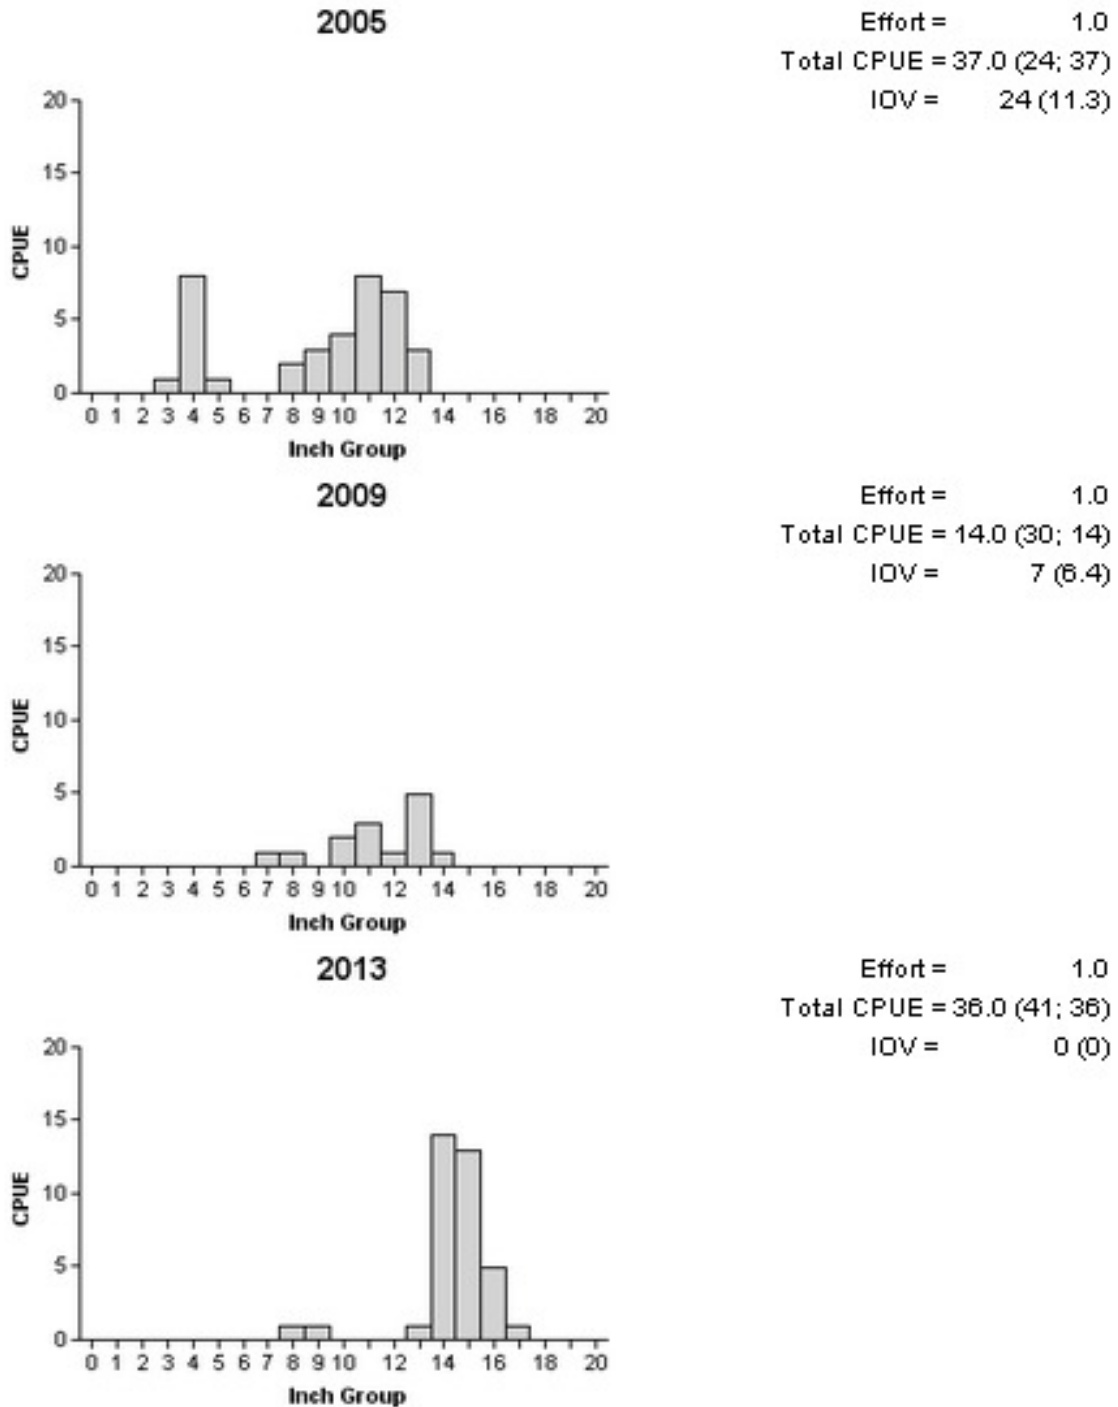 2005
Effort = 1.0
Total CPUE = 37.0 (24; 37)
IOV = 24 (11.3)
20
15
10
5
0
CPUE
0 1 2 3 4 5 6 7 8 9 10 12 14 16 18 20
Inch Group
2009
Effort = 1.0
Total CPUE = 14.0 (30; 14)
IOV = 7 (6.4)
20
15
10
5
0
CPUE
0 1 2 3 4 5 6 7 8 9 10 12 14 16 18 20
Inch Group
2013
Effort = 1.0
Total CPUE = 36.0 (41; 36)
IOV = 0 (0)
20
15
10
5
0
CPUE
0 1 2 3 4 5 6 7 8 9 10 12 14 16 18 20
Inch Group